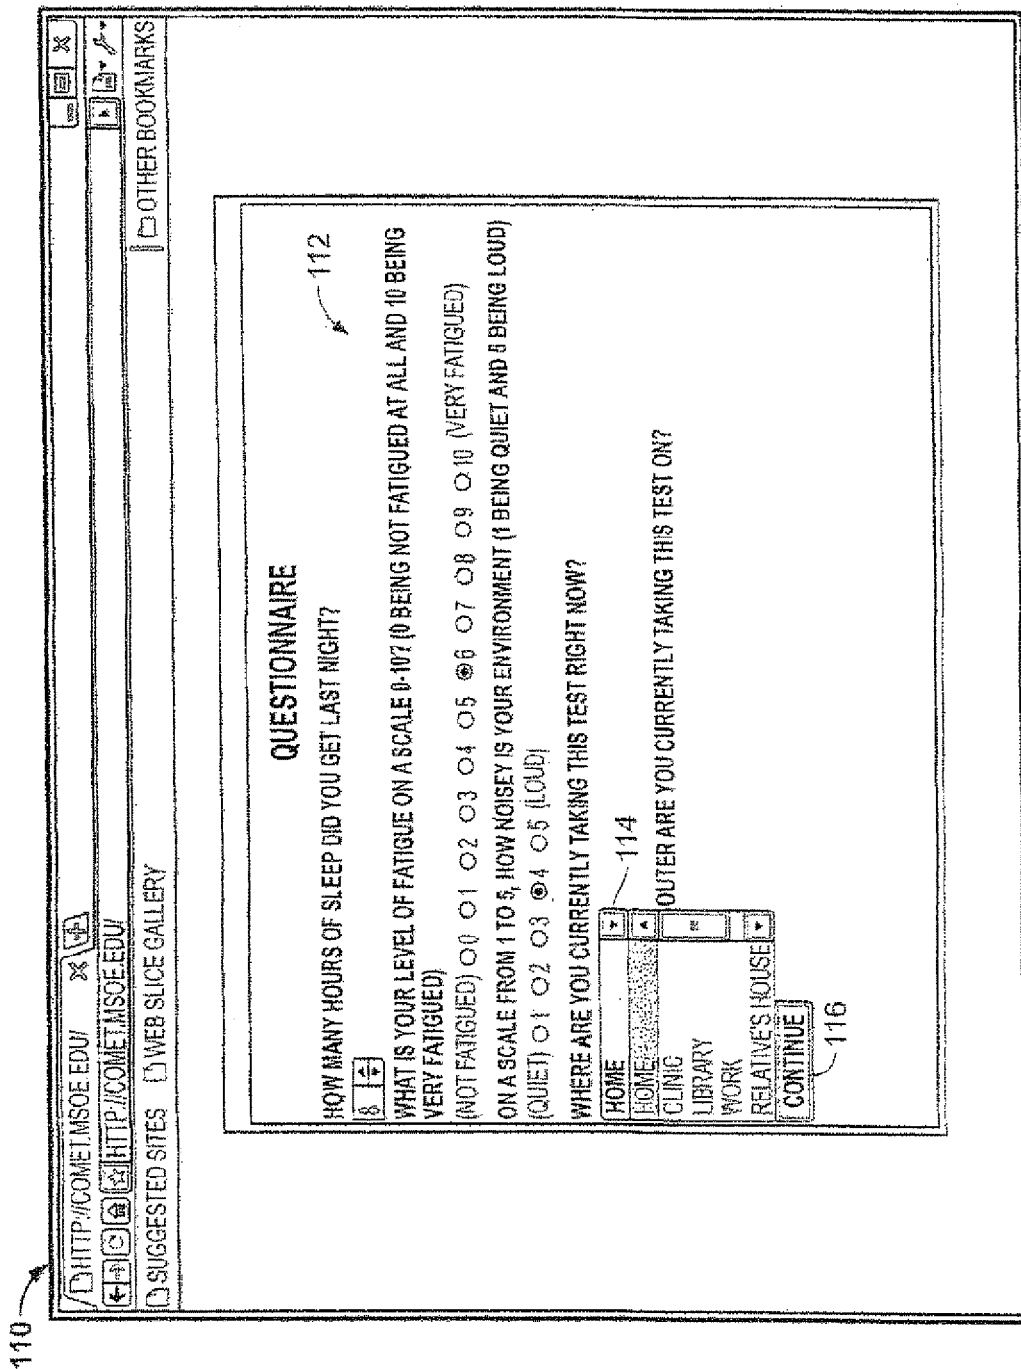 110
HTTP://COMET.MSOE.EDU/
HTTP://COMET.MSOE.EDU/
SUGGESTED SITES WEB SLICE GALLERY OTHER BOOKMARKS
QUESTIONNAIRE
112
HOW MANY HOURS OF SLEEP DID YOU GET LAST NIGHT?
8
WHAT IS YOUR LEVEL OF FATIGUE ON A SCALE 0-10? (0 BEING NOT FATIGUED AT ALL AND 10 BEING
VERY FATIGUED)
(NOT FATIGUED) 0 1 2 3 4 5 6 7 8 9 10 (VERY FATIGUED)
ON A SCALE FROM 1 TO 5, HOW NOISEY IS YOUR ENVIRONMENT (1 BEING QUIET AND 5 BEING LOUD)
(QUIET) 1 2 3 4 5 (LOUD)
WHERE ARE YOU CURRENTLY TAKING THIS TEST RIGHT NOW?
HOME 114
HOME OUTER ARE YOU CURRENTLY TAKING THIS TEST ON?
CLINIC
LIBRARY
WORK
RELATIVE'S HOUSE
CONTINUE
116